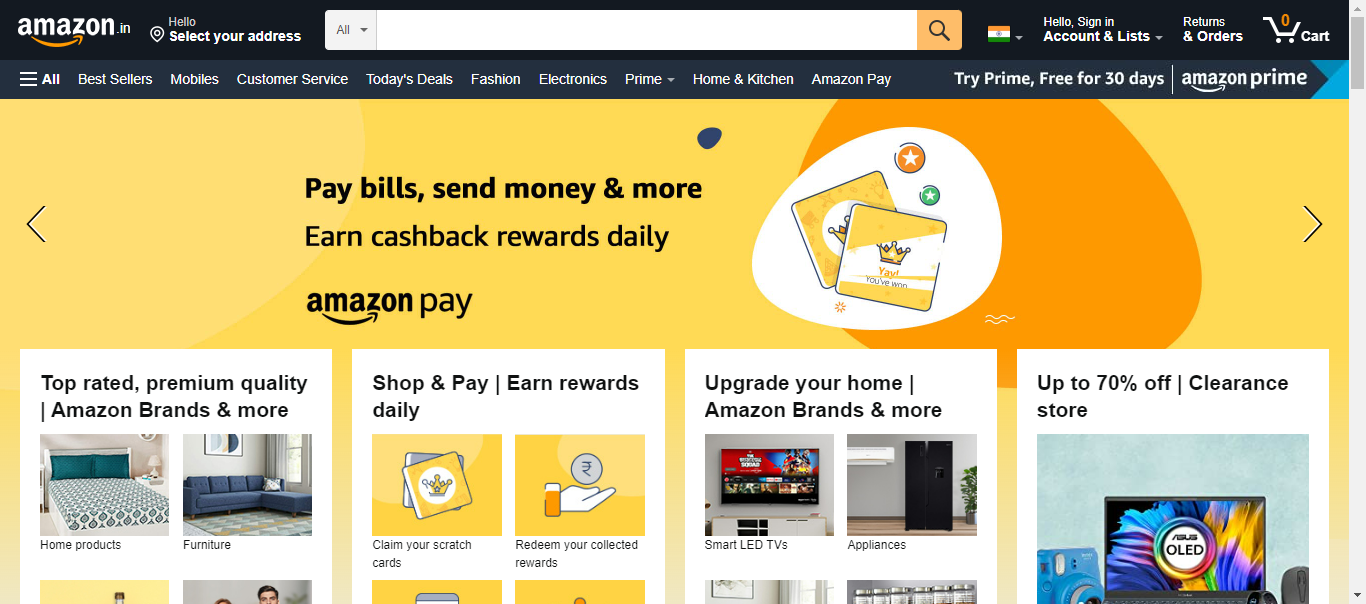 amazon.in
Hello
Select your address
All
Hello, Sign in
Account & Lists
Returns
& Orders
0
Cart
All
Best Sellers
Mobiles
Customer Service
Today's Deals
Fashion
Electronics
Prime
Home & Kitchen
Amazon Pay
Try Prime, Free for 30 days
amazon prime
Pay bills, send money & more
Earn cashback rewards daily
amazon pay
Yay!
You've won
Top rated, premium quality
| Amazon Brands & more
Home products
Furniture
Shop & Pay | Earn rewards
daily
₹
Claim your scratch
cards
Redeem your collected
rewards
Upgrade your home |
Amazon Brands & more
Smart LED TVs
Appliances
Up to 70% off | Clearance
store
ASUS
OLED